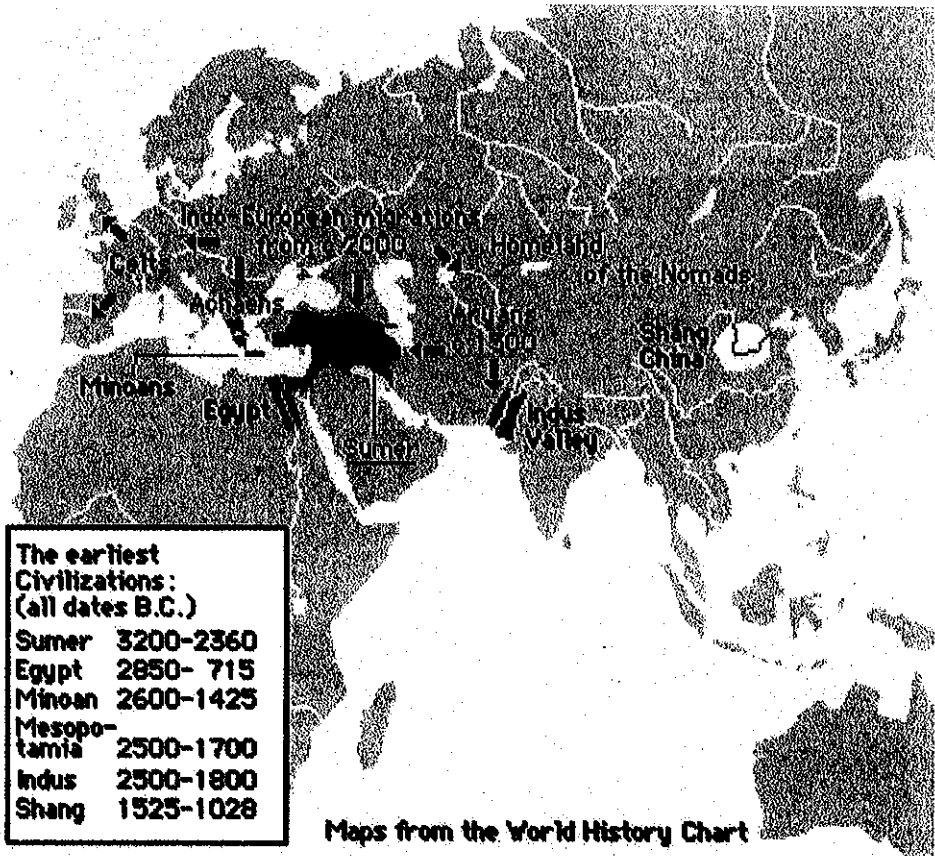 Indo-European migrations
from c 2000
Homeland
of the Nomads
Celts
Achaens
Aryans
c 1500
Shang
China
Minoans
Egypt
Indus
Valley
Sumer
The earliest
Civilizations:
(all dates B.C.)
Sumer 3200-2360
Egypt 2850- 715
Minoan 2600-1425
Mesopo-
tamia 2500-1700
Indus 2500-1800
Shang 1525-1028
Maps from the World History Chart